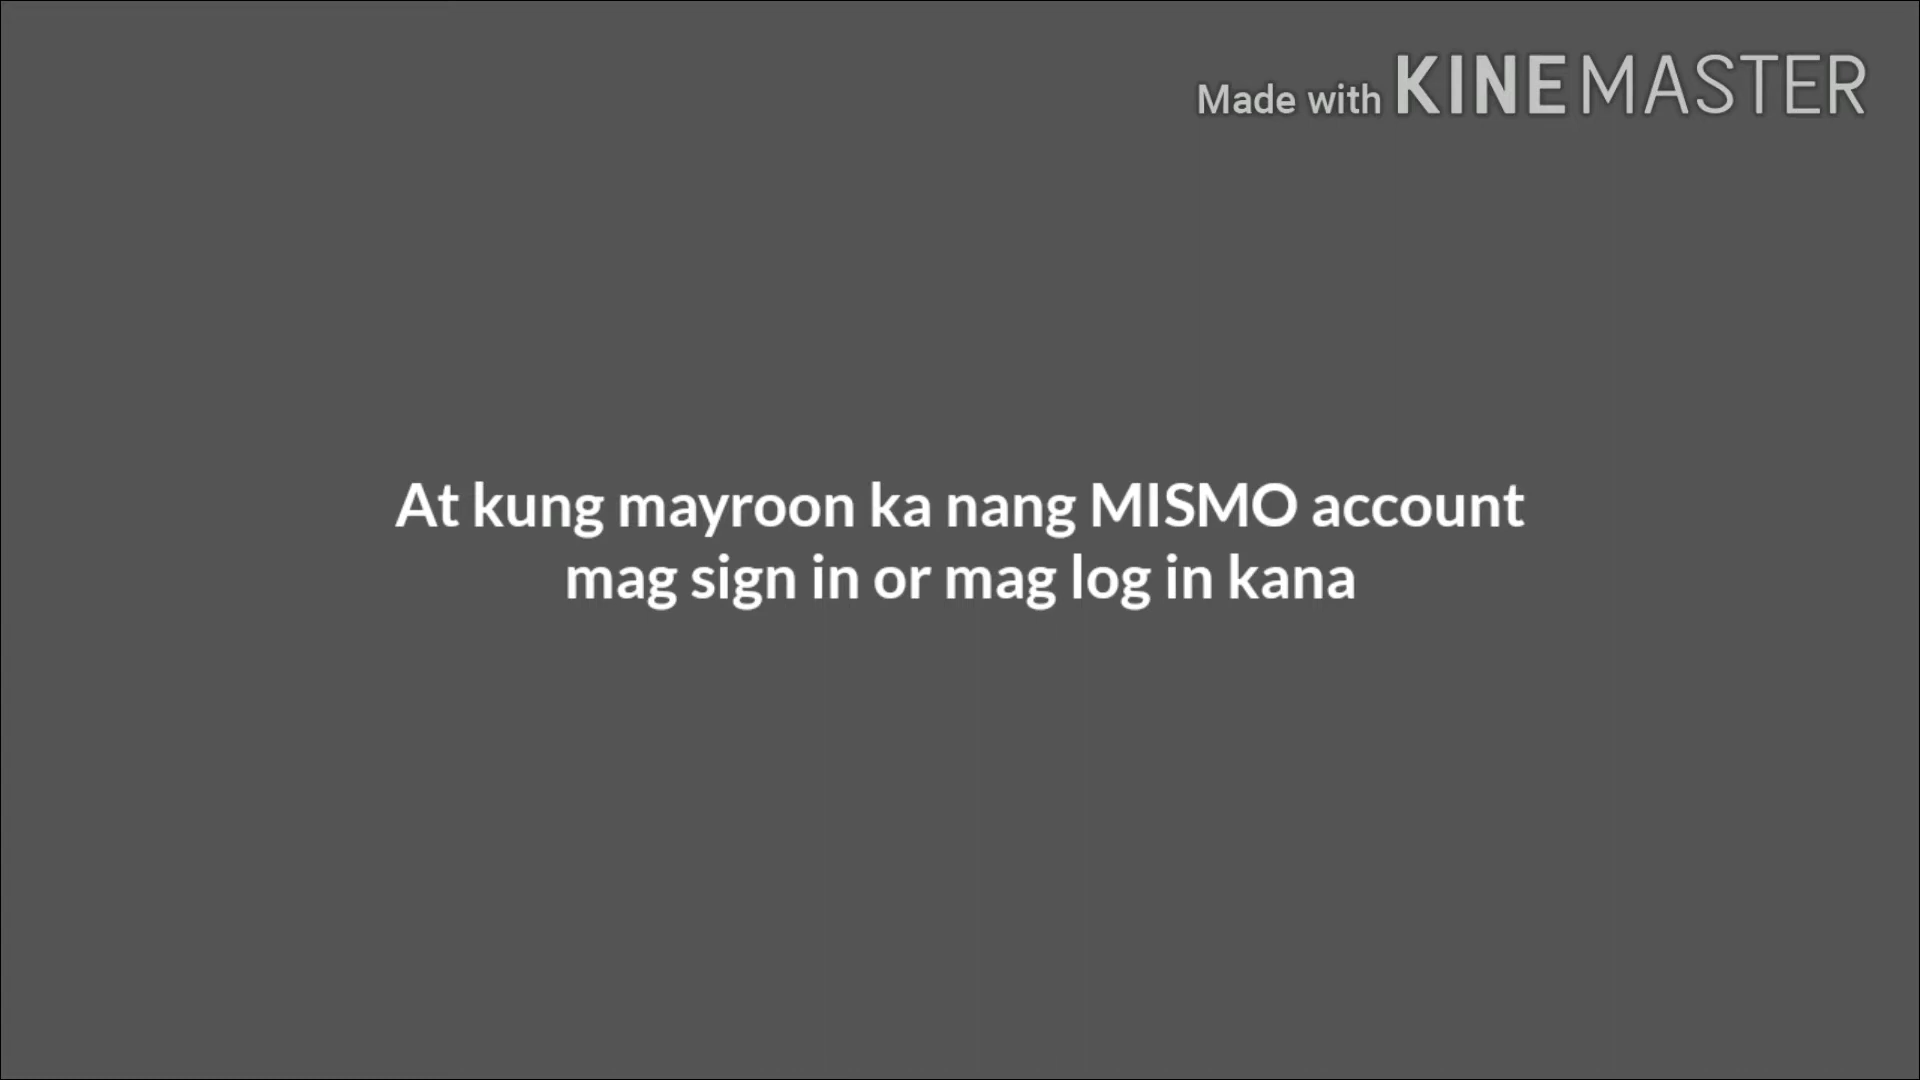 Made with KINEMASTER
At kung mayroon ka nang MISMO account
mag sign in or mag log in kana